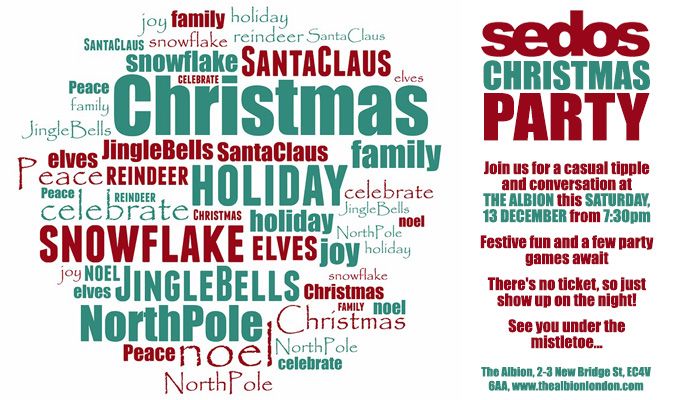 joy family holiday
SANTACLAUS snowflake reindeer SantaClaus
snowflake SANTACLAUS
CELEBRATE elves
Peace Christmas
family
JingleBells
elves JingleBells SantaClaus family
Peace REINDEER HOLIDAY
Peace REINDEER celebrate
celebrate CHRISTMAS holiday JingleBells noel
SNOWFLAKE ELVES joy NorthPole
holiday
joy NOEL JINGLEBELLS snowflake
elves Christmas
NorthPole FAMILY noel
Christmas
Peace noel NorthPole
celebrate
NorthPole
sedos
CHRISTMAS
PARTY
Join us for a casual tipple
and conversation at
THE ALBION this SATURDAY,
13 DECEMBER from 7:30pm
Festive fun and a few party
games await
There's no ticket, so just
show up on the night!
See you under the
mistletoe...
The Albion, 2-3 New Bridge St, EC4V
6AA, www.thealbionlondon.com